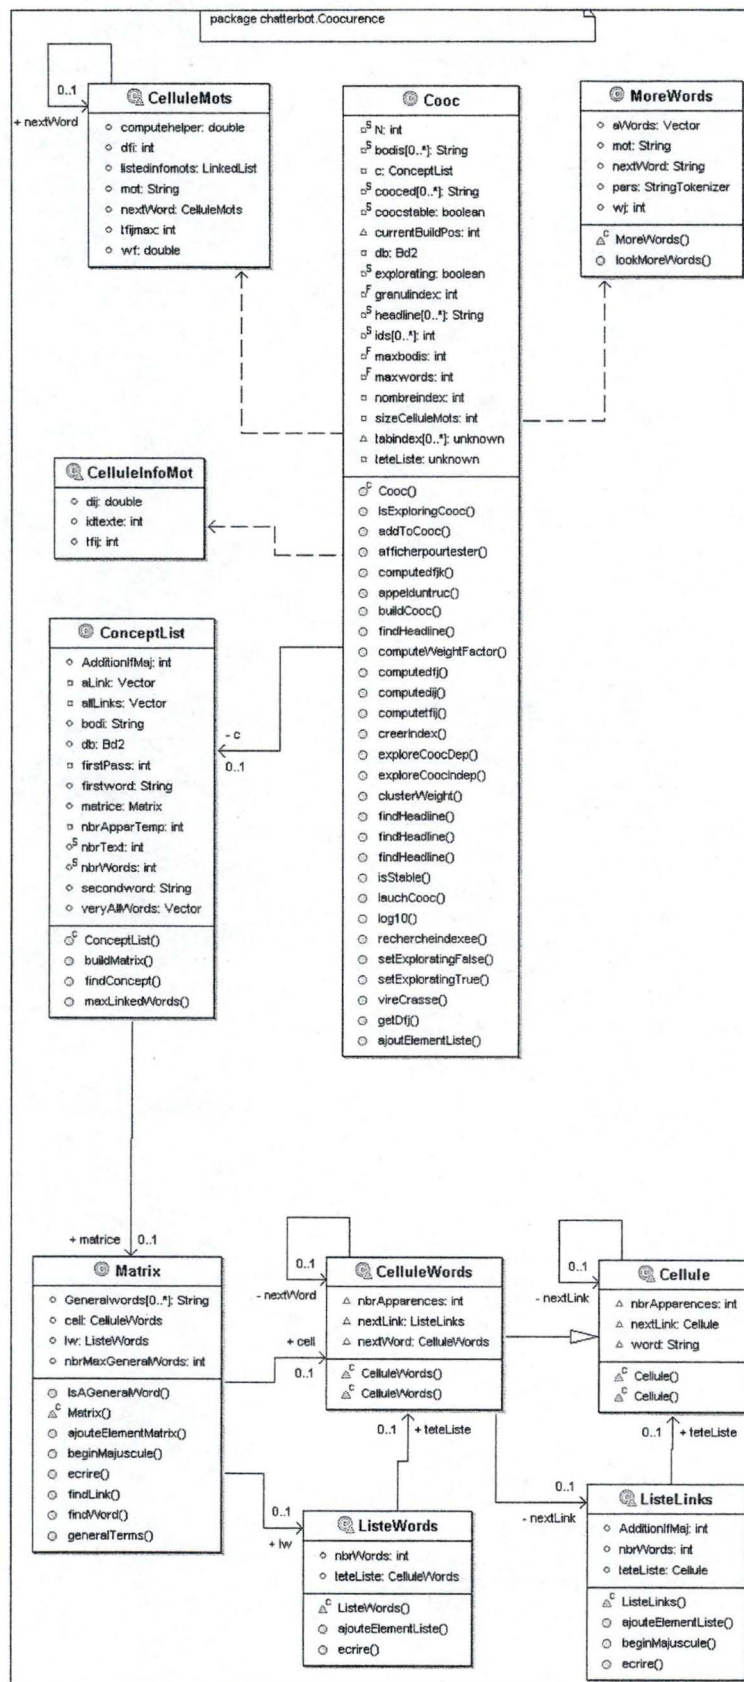 package chatterbot.Coocurence
0..1
+ nextWord
CelluleMots
computehelper: double
dfi: int
listedinfomots: LinkedList
mot: String
nextWord: CelluleMots
tfijmax: int
wf: double
Cooc
S N: int
S bodis[0..*]: String
c: ConceptList
S cooced[0..*]: String
S coocstable: boolean
currentBuildPos: int
db: Bd2
S explorating: boolean
F granulindex: int
S headline[0..*]: String
S ids[0..*]: int
F maxbodis: int
F maxwords: int
nombreindex: int
sizeCelluleMots: int
tabindex[0..*]: unknown
teteListe: unknown
C Cooc()
IsExploringCooc()
addToCooc()
afficherpourtester()
computedfjk()
appelduntruc()
buildCooc()
findHeadline()
computeWeightFactor()
computedfj()
computedij()
computetfij()
creerIndex()
exploreCoocDep()
exploreCoocIndep()
clusterWeight()
findHeadline()
findHeadline()
findHeadline()
isStable()
lauchCooc()
log10()
rechercheindexee()
setExploratingFalse()
setExploratingTrue()
vireCrasse()
getDfj()
ajoutElementListe()
MoreWords
aWords: Vector
mot: String
nextWord: String
pars: StringTokenizer
wj: int
C MoreWords()
lookMoreWords()
CelluleInfoMot
dij: double
idtexte: int
tfij: int
ConceptList
AdditionIfMaj: int
aLink: Vector
allLinks: Vector
bodi: String
db: Bd2
firstPass: int
firstword: String
matrice: Matrix
nbrApparTemp: int
S nbrText: int
S nbrWords: int
secondword: String
veryAllWords: Vector
C ConceptList()
buildMatrix()
findConcept()
maxLinkedWords()
- c
0..1
+ matrice 0..1
Matrix
Generalwords[0..*]: String
cell: CelluleWords
lw: ListeWords
nbrMaxGeneralWords: int
IsAGeneralWord()
C Matrix()
ajouteElementMatrix()
beginMajuscule()
ecrire()
findLink()
findWord()
generalTerms()
0..1
- nextWord
+ cell
0..1
CelluleWords
nbrApparences: int
nextLink: ListeLinks
nextWord: CelluleWords
C CelluleWords()
C CelluleWords()
0..1
- nextLink
Cellule
nbrApparences: int
nextLink: Cellule
word: String
C Cellule()
C Cellule()
0..1 + teteListe
0..1 + teteListe
0..1
+ lw
ListeWords
nbrWords: int
teteListe: CelluleWords
C ListeWords()
ajouteElementListe()
ecrire()
0..1
- nextLink
ListeLinks
AdditionIfMaj: int
nbrWords: int
teteListe: Cellule
C ListeLinks()
ajouteElementListe()
beginMajuscule()
ecrire()